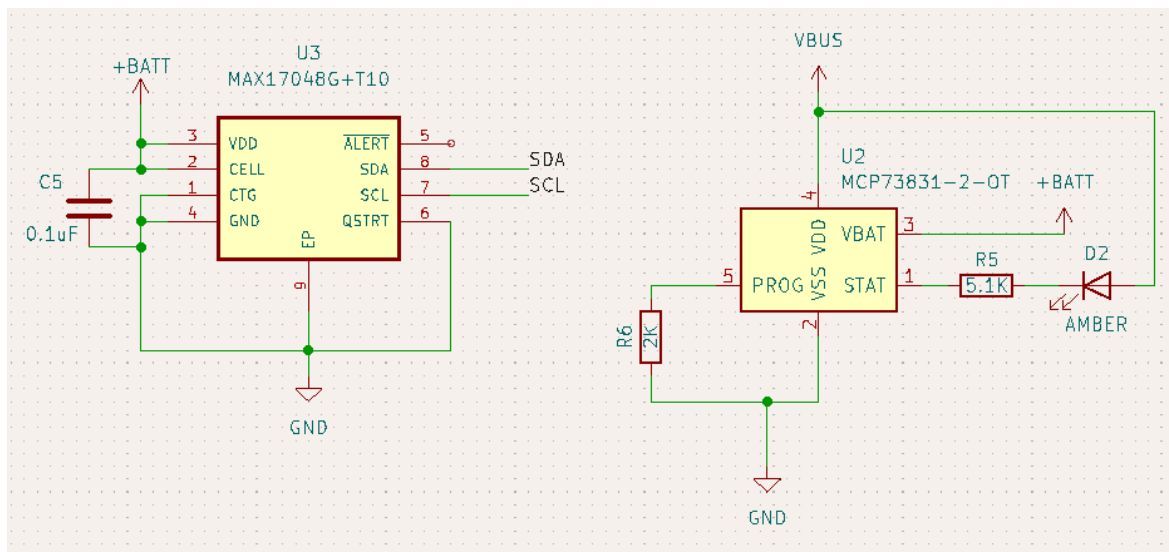 U3
MAX17048G+T10
+BATT
3 VDD
2 CELL
1 CTG
4 GND
ALERT 5
SDA 8
SCL 7
QSTRT 6
EP
9
SDA
SCL
C5
0.1uF
GND
VBUS
U2
MCP73831-2-OT
+BATT
4
VDD
VBAT 3
STAT 1
5 PROG
VSS
2
R5
5.1K
D2
AMBER
R6
2K
GND